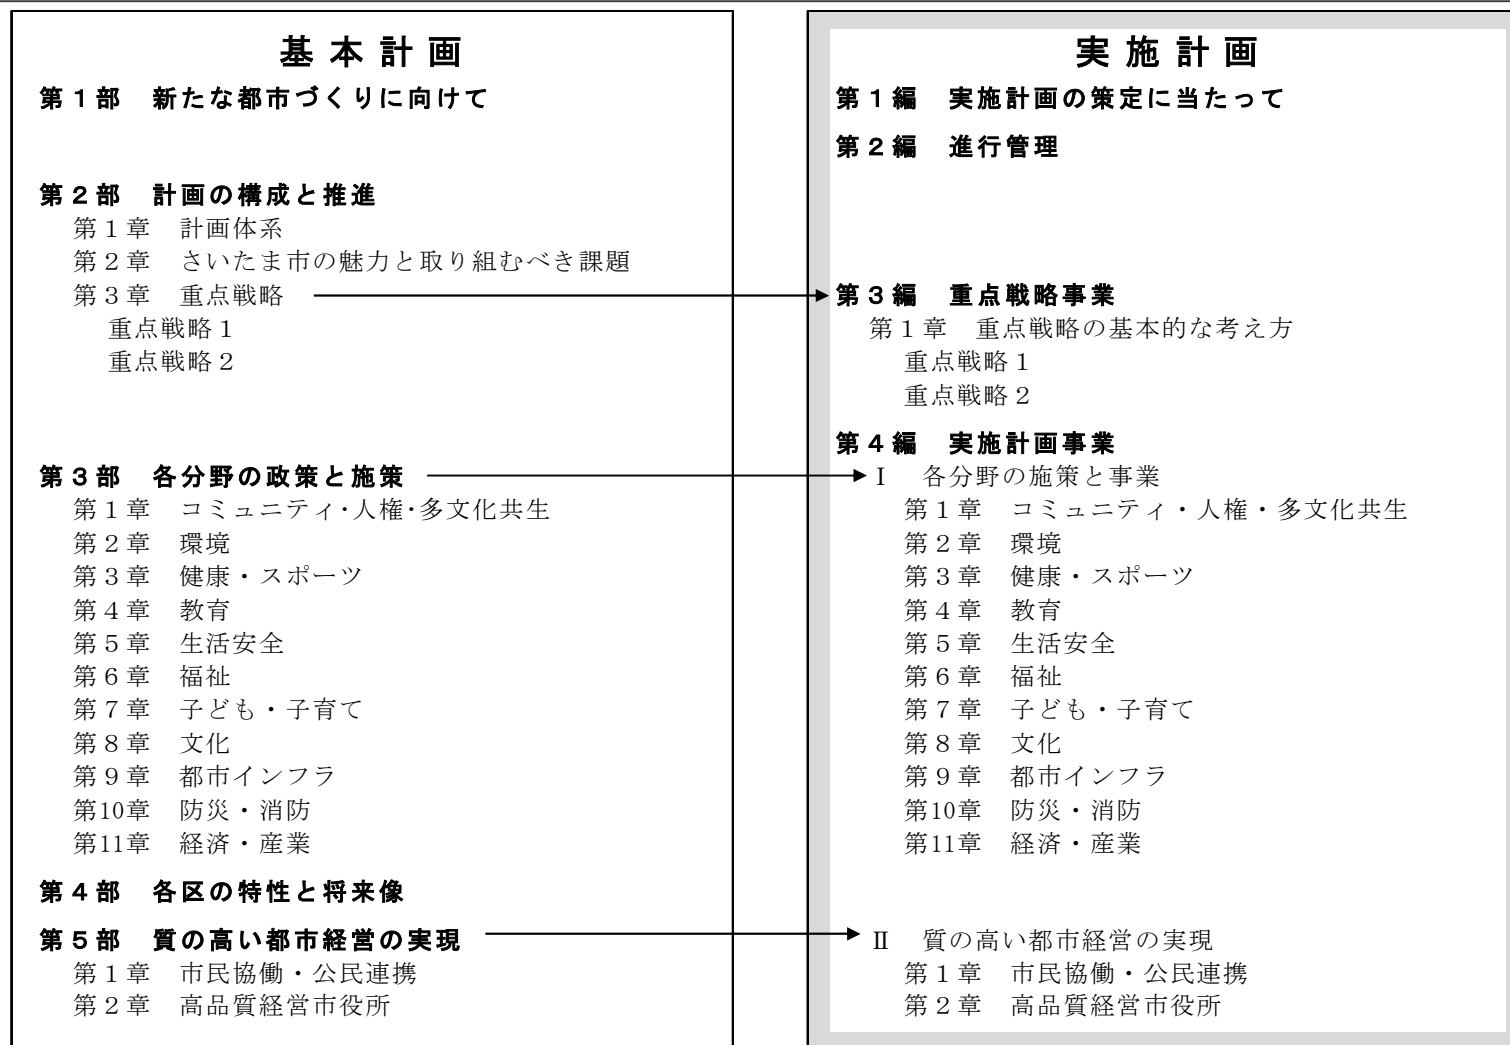 基本計画
第１部　新たな都市づくりに向けて
第２部　計画の構成と推進
第１章　計画体系
第２章　さいたま市の魅力と取り組むべき課題
第３章　重点戦略
重点戦略１
重点戦略２
第３部　各分野の政策と施策
第１章　コミュニティ･人権･多文化共生
第２章　環境
第３章　健康・スポーツ
第４章　教育
第５章　生活安全
第６章　福祉
第７章　子ども・子育て
第８章　文化
第９章　都市インフラ
第10章　防災・消防
第11章　経済・産業
第４部　各区の特性と将来像
第５部　質の高い都市経営の実現
第１章　市民協働・公民連携
第２章　高品質経営市役所
実施計画
第１編　実施計画の策定に当たって
第２編　進行管理
第３編　重点戦略事業
第１章　重点戦略の基本的な考え方
重点戦略１
重点戦略２
第４編　実施計画事業
Ⅰ　各分野の施策と事業
第１章　コミュニティ・人権・多文化共生
第２章　環境
第３章　健康・スポーツ
第４章　教育
第５章　生活安全
第６章　福祉
第７章　子ども・子育て
第８章　文化
第９章　都市インフラ
第10章　防災・消防
第11章　経済・産業
Ⅱ　質の高い都市経営の実現
第１章　市民協働・公民連携
第２章　高品質経営市役所